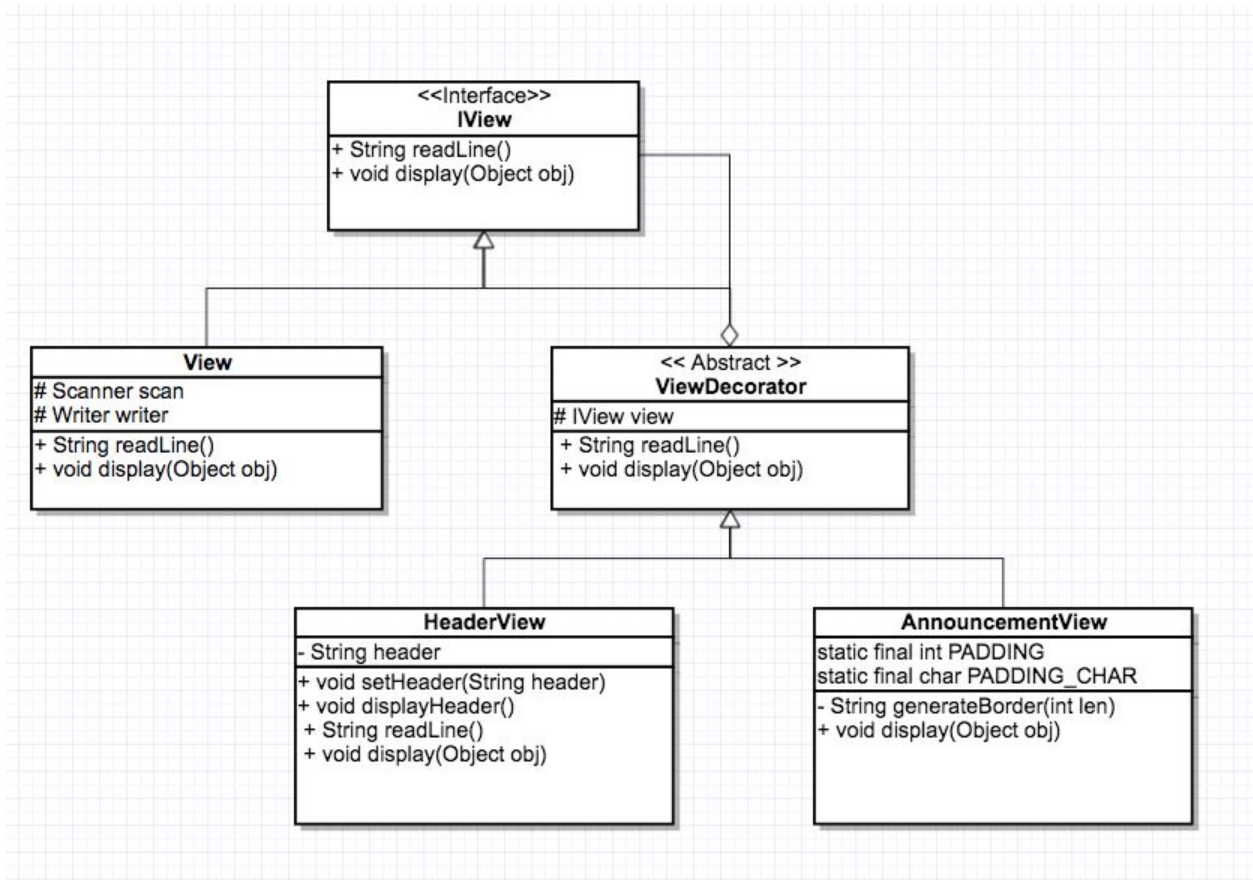 <<Interface>>
IView
+ String readLine()
+ void display(Object obj)
View
# Scanner scan
# Writer writer
+ String readLine()
+ void display(Object obj)
<< Abstract >>
ViewDecorator
# IView view
+ String readLine()
+ void display(Object obj)
HeaderView
- String header
+ void setHeader(String header)
+ void displayHeader()
+ String readLine()
+ void display(Object obj)
AnnouncementView
static final int PADDING
static final char PADDING_CHAR
- String generateBorder(int len)
+ void display(Object obj)